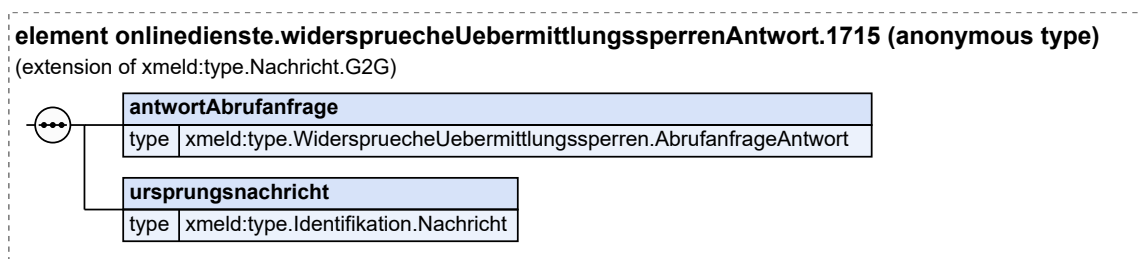 element onlinedienste.widerspruecheUebermittlungssperrenAntwort.1715 (anonymous type)
(extension of xmeld:type.Nachricht.G2G)
antwortAbrufanfrage
type xmeld:type.WiderspruecheUebermittlungssperren.AbrufanfrageAntwort
ursprungsnachricht
type xmeld:type.Identifikation.Nachricht